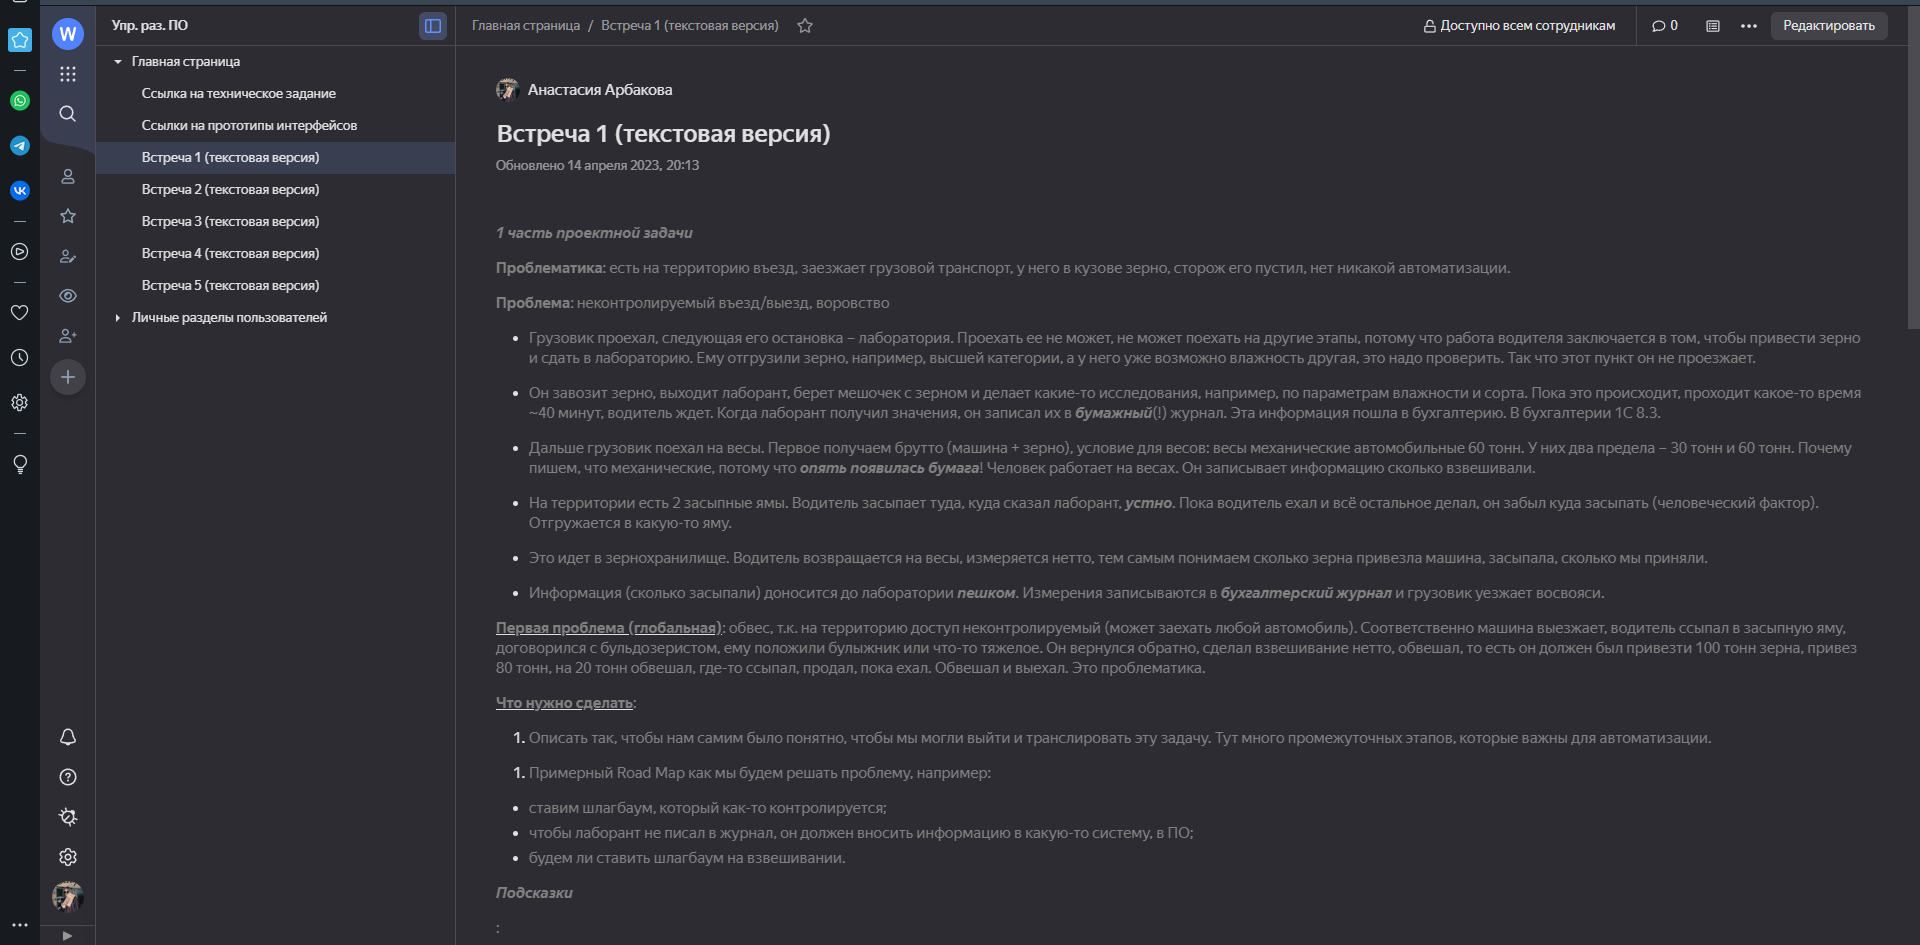 W
Упр. раз. ПО
Главная страница
Ссылка на техническое задание
Ссылки на прототипы интерфейсов
Встреча 1 (текстовая версия)
Встреча 2 (текстовая версия)
Встреча 3 (текстовая версия)
Встреча 4 (текстовая версия)
Встреча 5 (текстовая версия)
Личные разделы пользователей
Главная страница / Встреча 1 (текстовая версия)
Доступно всем сотрудникам
0
Редактировать
Анастасия Арбакова
Встреча 1 (текстовая версия)
Обновлено 14 апреля 2023, 20:13
1 часть проектной задачи
Проблематика: есть на территорию въезд, заезжает грузовой транспорт, у него в кузове зерно, сторож его пустил, нет никакой автоматизации.
Проблема: неконтролируемый въезд/выезд, воровство
• Грузовик проехал, следующая его остановка – лаборатория. Проехать ее не может, не может поехать на другие этапы, потому что работа водителя заключается в том, чтобы привести зерно
и сдать в лабораторию. Ему отгрузили зерно, например, высшей категории, а у него уже возможно влажность другая, это надо проверить. Так что этот пункт он не проезжает.
• Он завозит зерно, выходит лаборант, берет мешочек с зерном и делает какие-то исследования, например, по параметрам влажности и сорта. Пока это происходит, проходит какое-то время
~40 минут, водитель ждет. Когда лаборант получил значения, он записал их в бумажный(!) журнал. Эта информация пошла в бухгалтерию. В бухгалтерии 1С 8.3.
• Дальше грузовик поехал на весы. Первое получаем брутто (машина + зерно), условие для весов: весы механические автомобильные 60 тонн. У них два предела – 30 тонн и 60 тонн. Почему
пишем, что механические, потому что опять появилась бумага! Человек работает на весах. Он записывает информацию сколько взвешивали.
• На территории есть 2 засыпные ямы. Водитель засыпает туда, куда сказал лаборант, устно. Пока водитель ехал и всё остальное делал, он забыл куда засыпать (человеческий фактор).
Отгружается в какую-то яму.
• Это идет в зернохранилище. Водитель возвращается на весы, измеряется нетто, тем самым понимаем сколько зерна привезла машина, засыпала, сколько мы приняли.
• Информация (сколько засыпали) доносится до лаборатории пешком. Измерения записываются в бухгалтерский журнал и грузовик уезжает восвояси.
Первая проблема (глобальная): обвес, т.к. на территорию доступ неконтролируемый (может заехать любой автомобиль). Соответственно машина выезжает, водитель ссыпал в засыпную яму,
договорился с бульдозеристом, ему положили булыжник или что-то тяжелое. Он вернулся обратно, сделал взвешивание нетто, обвешал, то есть он должен был привезти 100 тонн зерна, привез
80 тонн, на 20 тонн обвешал, где-то ссыпал, продал, пока ехал. Обвешал и выехал. Это проблематика.
Что нужно сделать:
1. Описать так, чтобы нам самим было понятно, чтобы мы могли выйти и транслировать эту задачу. Тут много промежуточных этапов, которые важны для автоматизации.
1. Примерный Road Map как мы будем решать проблему, например:
• ставим шлагбаум, который как-то контролируется;
• чтобы лаборант не писал в журнал, он должен вносить информацию в какую-то систему, в ПО;
• будем ли ставить шлагбаум на взвешивании.
Подсказки
: